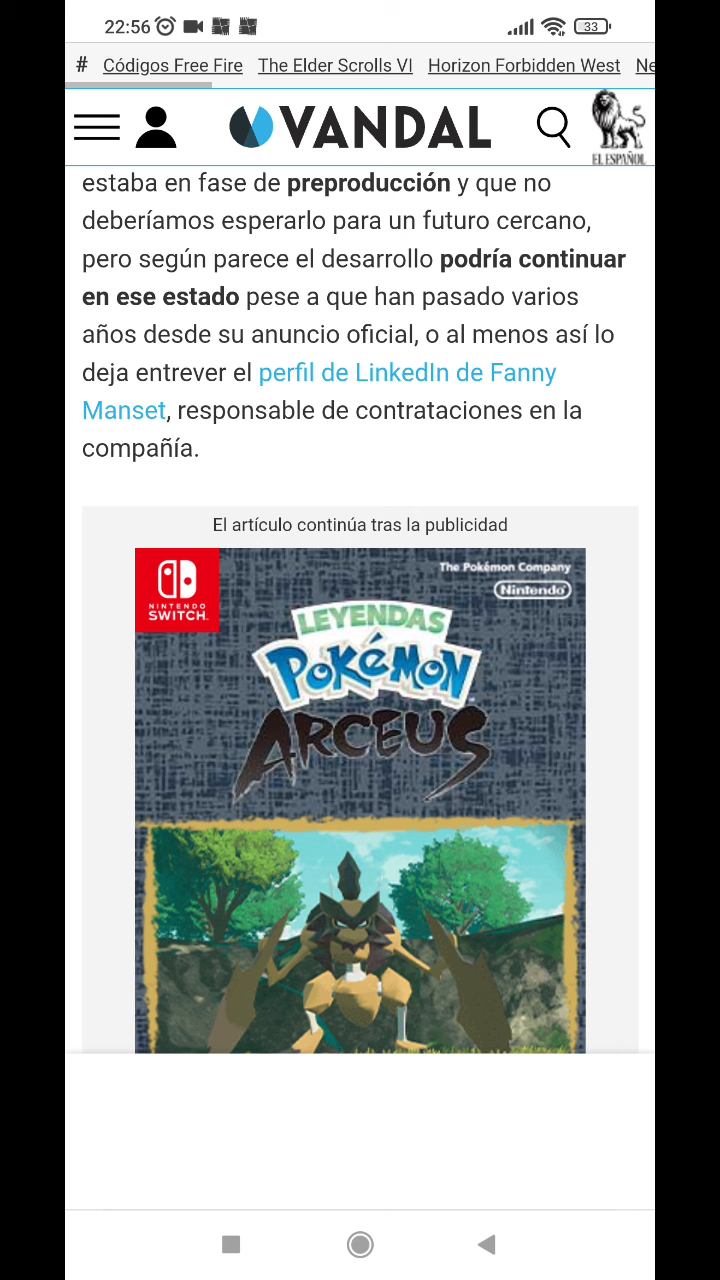 22:56
33
# Códigos Free Fire The Elder Scrolls VI Horizon Forbidden West Ne
VANDAL
EL ESPAÑOL
estaba en fase de preproducción y que no
deberíamos esperarlo para un futuro cercano,
pero según parece el desarrollo podría continuar
en ese estado pese a que han pasado varios
años desde su anuncio oficial, o al menos así lo
deja entrever el perfil de LinkedIn de Fanny
Manset, responsable de contrataciones en la
compañía.
El artículo continúa tras la publicidad
NINTENDO
SWITCH.
The Pokémon Company
Nintendo
LEYENDAS
POKÉMON
ARCEUS